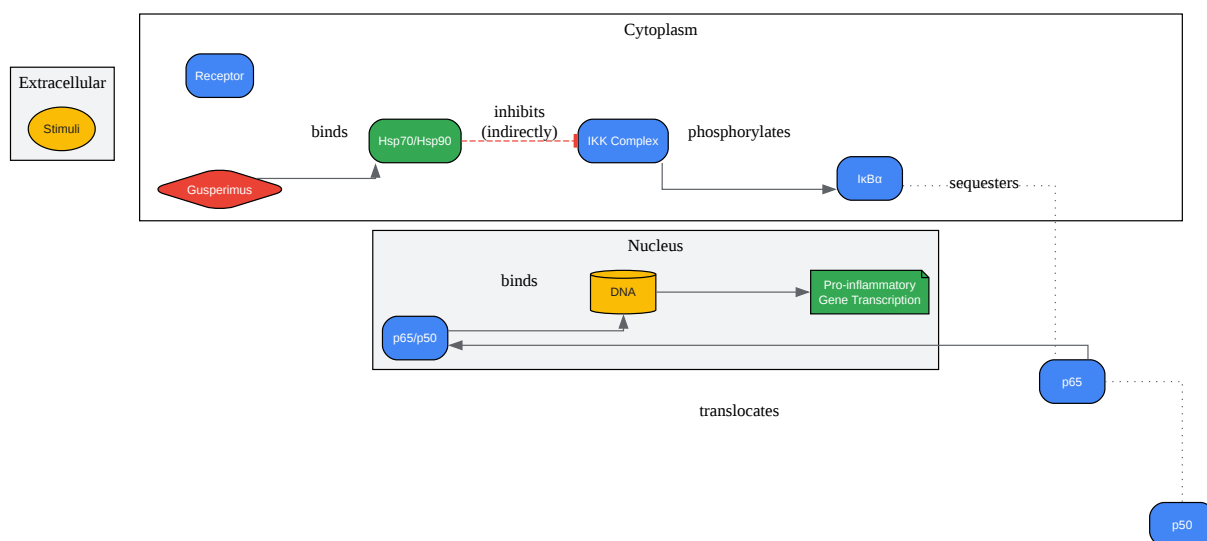 Cytoplasm
Receptor
Extracellular
Stimuli
inhibits
(indirectly)
binds
Hsp70/Hsp90
IKK Complex
phosphorylates
Gusperimus
IκBα
sequesters
Nucleus
binds
DNA
Pro-inflammatory
Gene Transcription
p65/p50
p65
translocates
p50